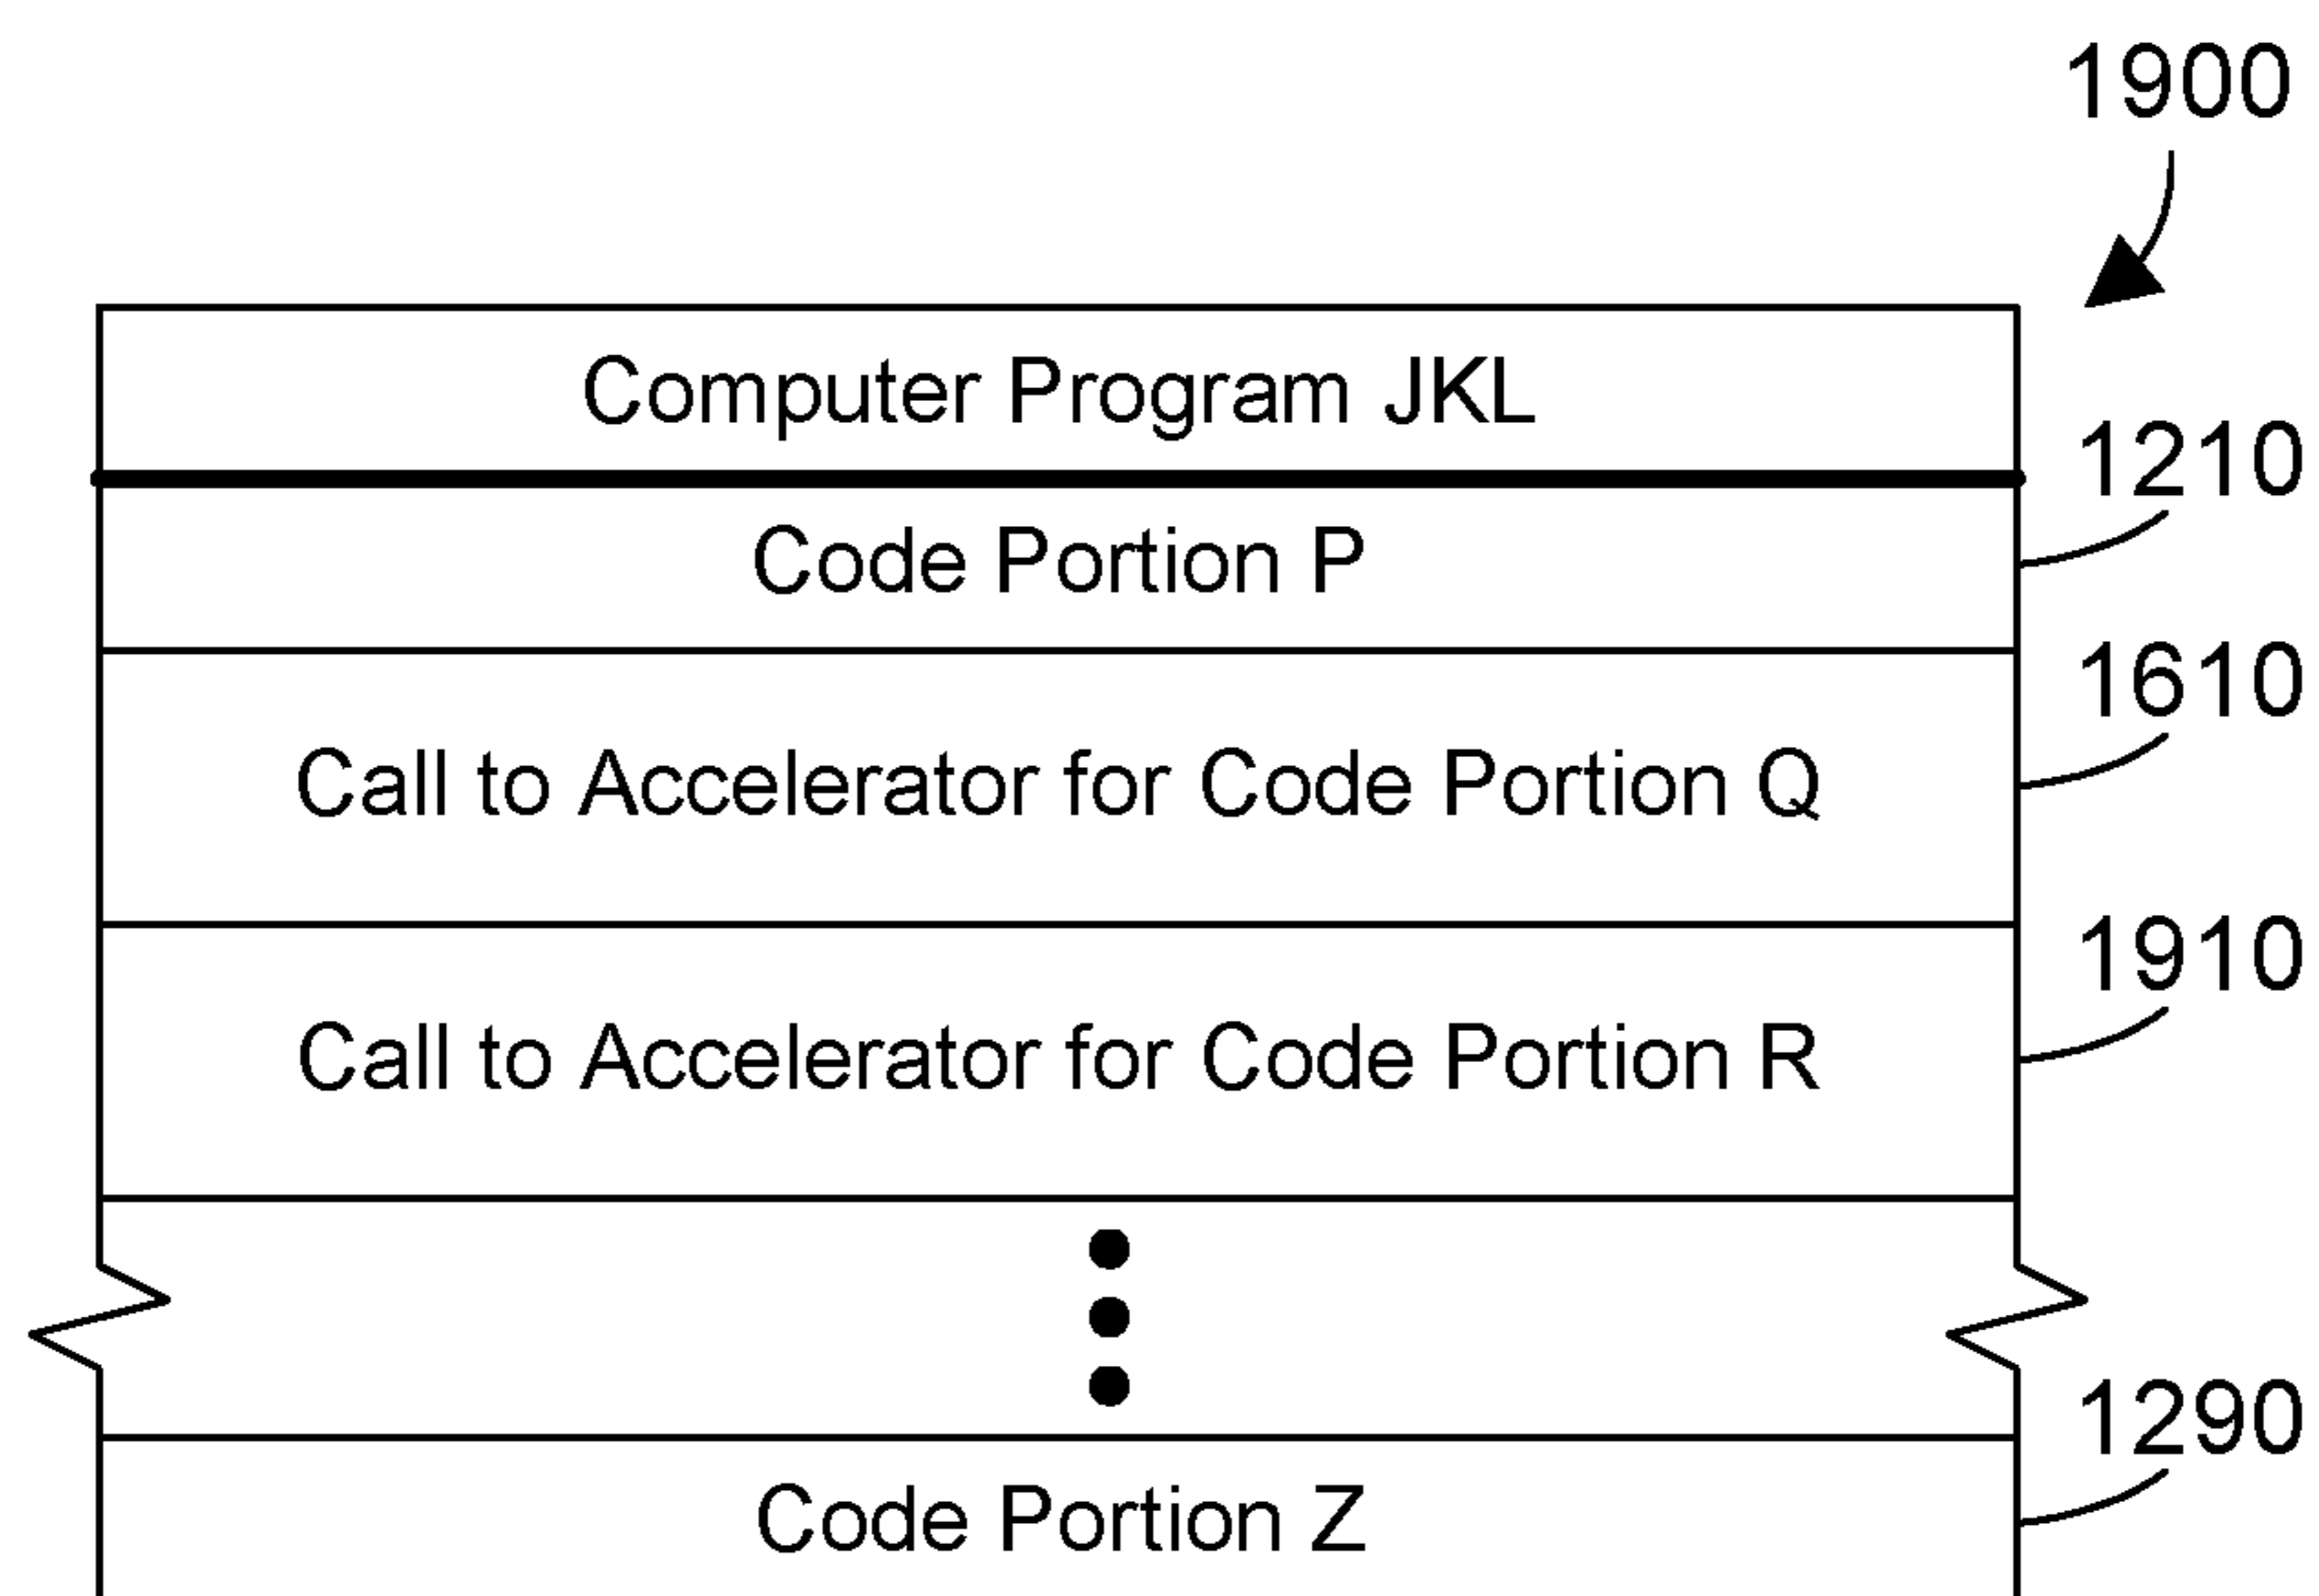 1900
Computer Program JKL
1210
Code Portion P
1610
Call to Accelerator for Code Portion Q
1910
Call to Accelerator for Code Portion R
1290
Code Portion Z